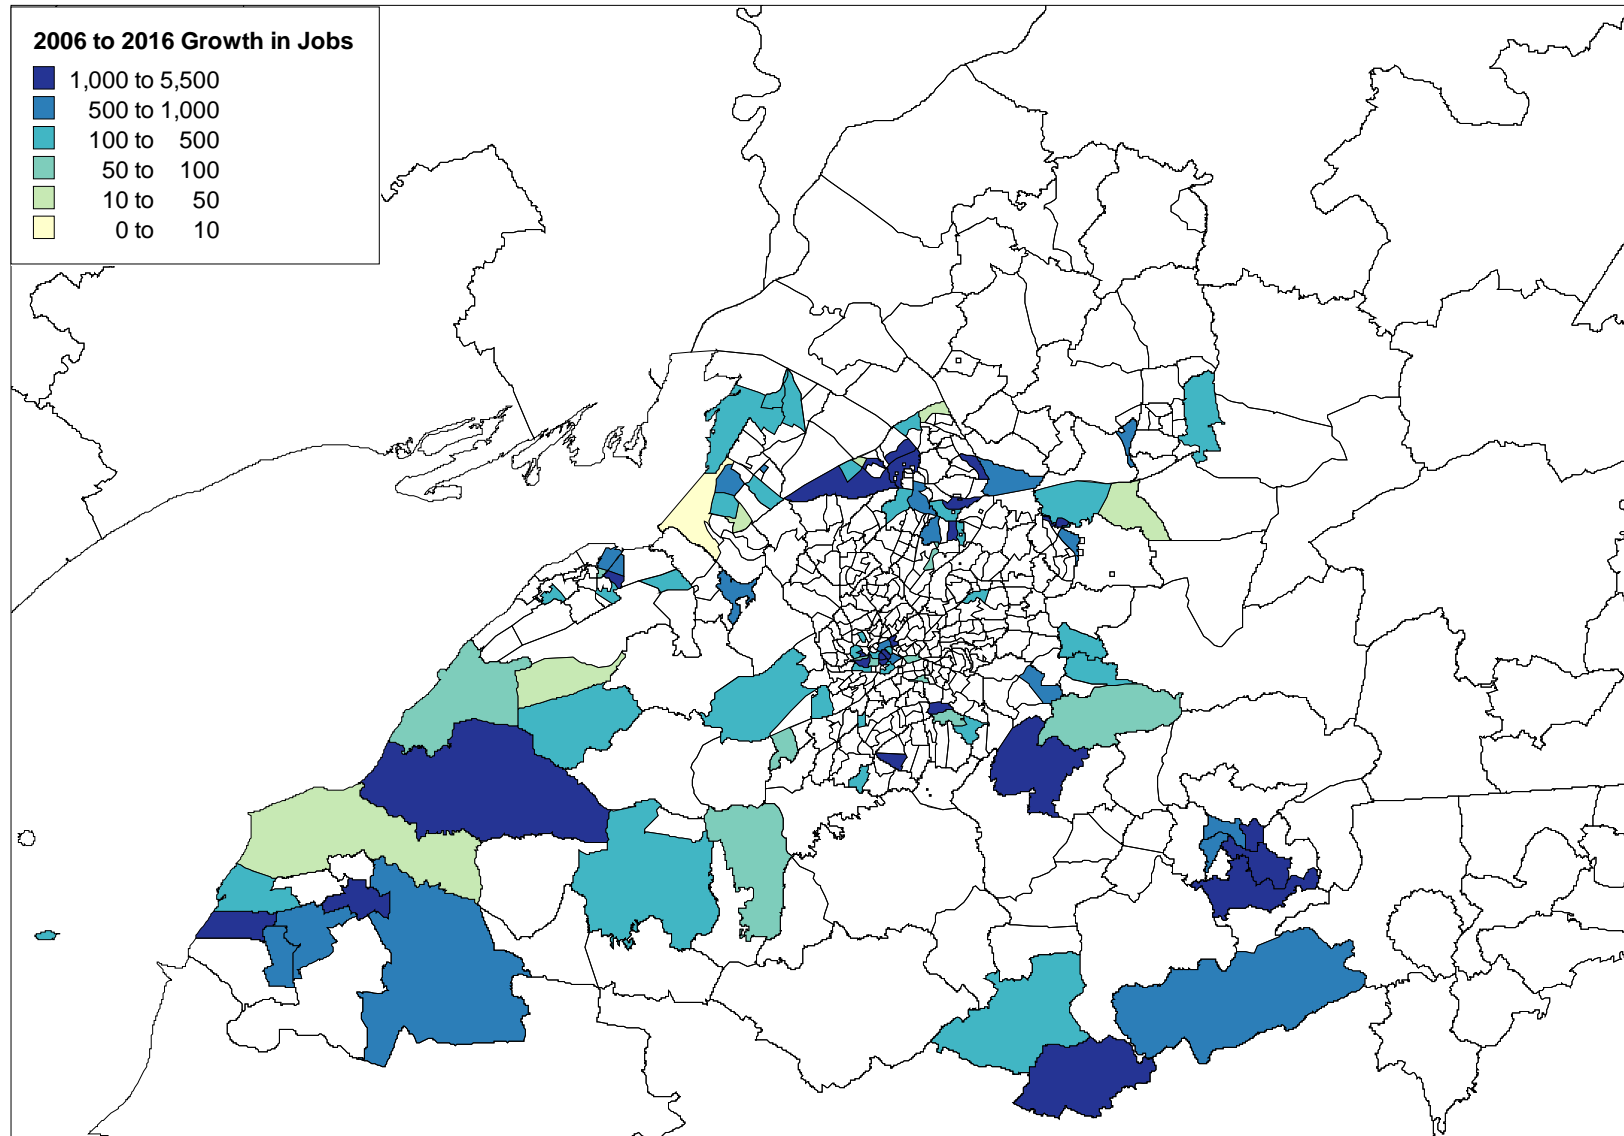 2006 to 2016 Growth in Jobs
1,000 to 5,500
500 to 1,000
100 to 500
50 to 100
10 to 50
0 to 10